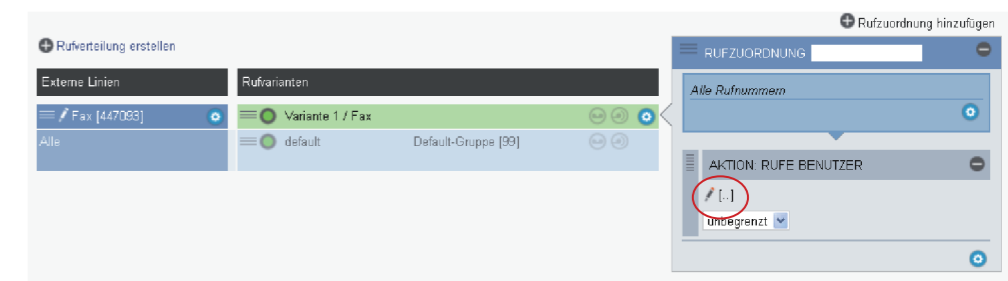 Rufzuordnung hinzufügen
Rufverteilung erstellen
RUFZUORDNUNG
Externe Linien
Rufvarianten
Alle Rufnummern
Fax [447093]
Variante 1 / Fax
Alle
default
Default-Gruppe [99]
AKTION: RUFE BENUTZER
[..]
unbegrenzt